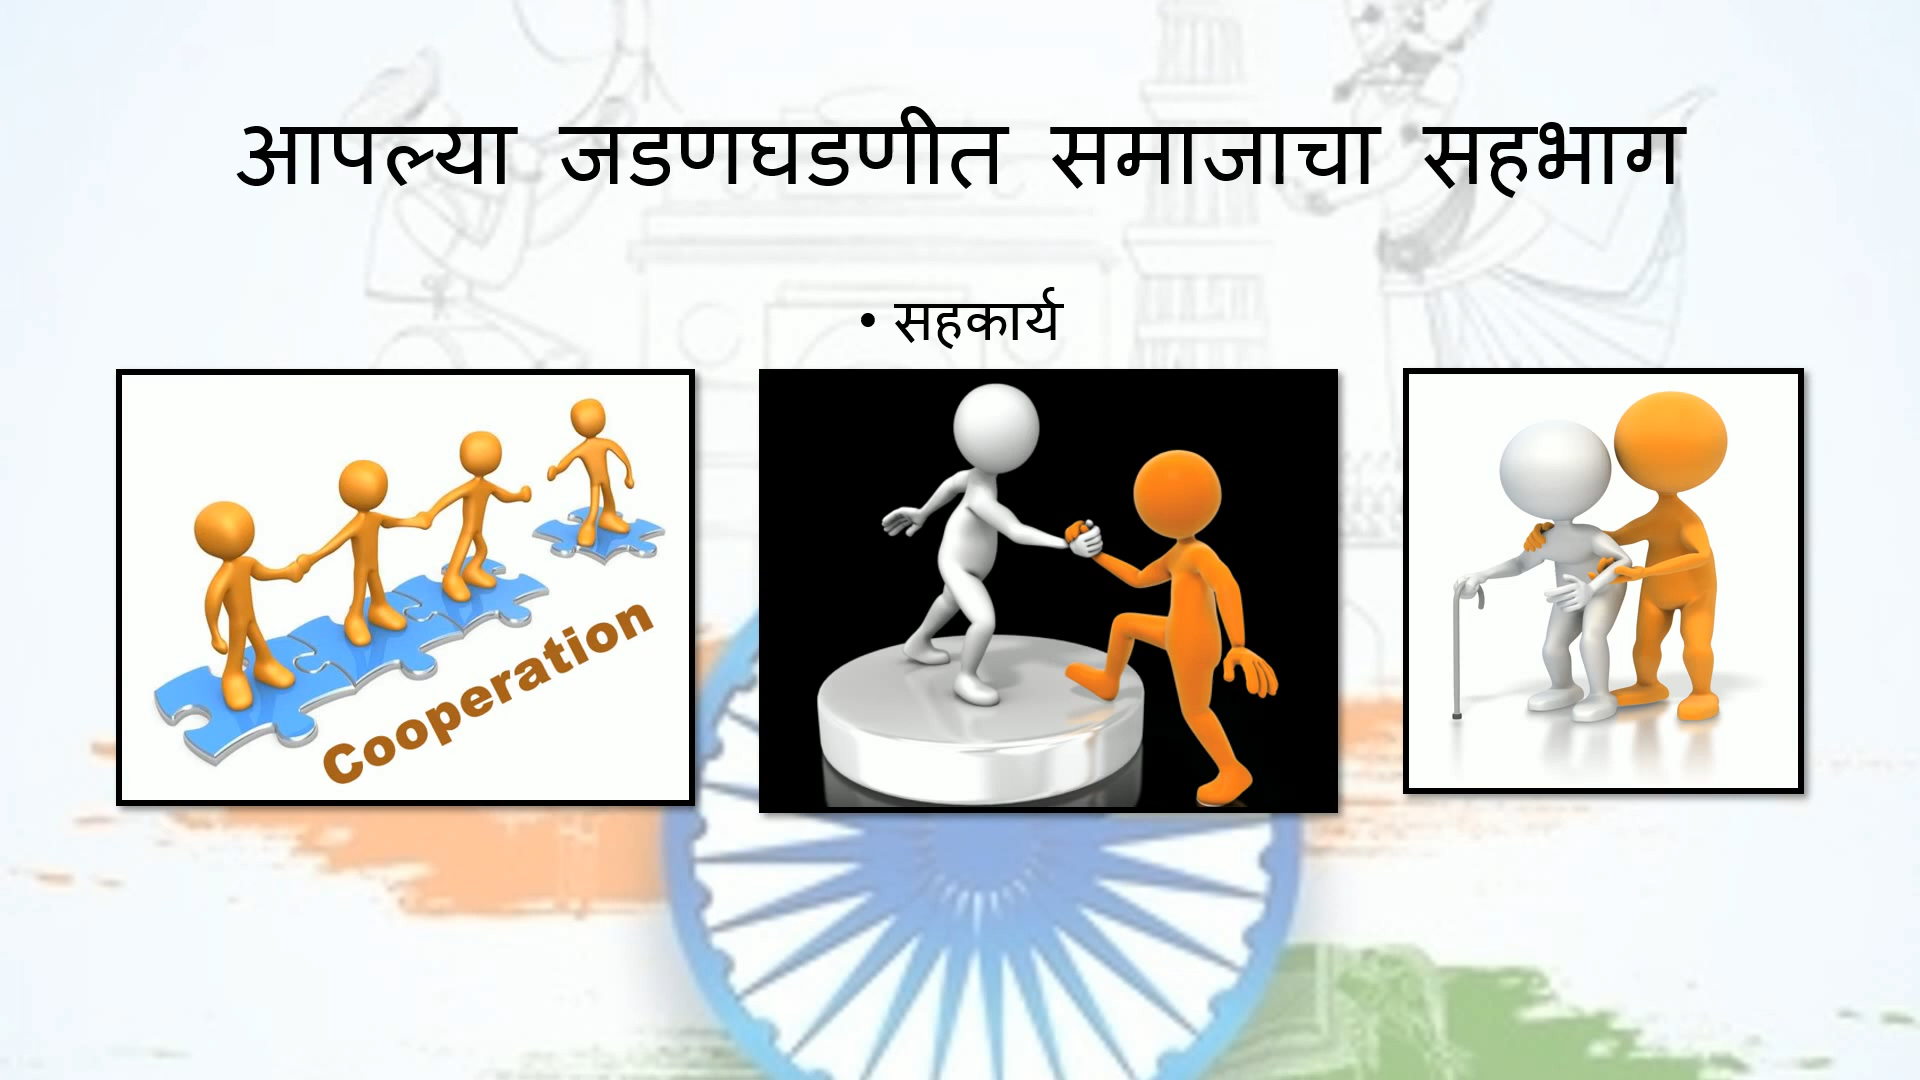 आपल्या जडणघडणीत समाजाचा सहभाग
• सहकार्य
Cooperation